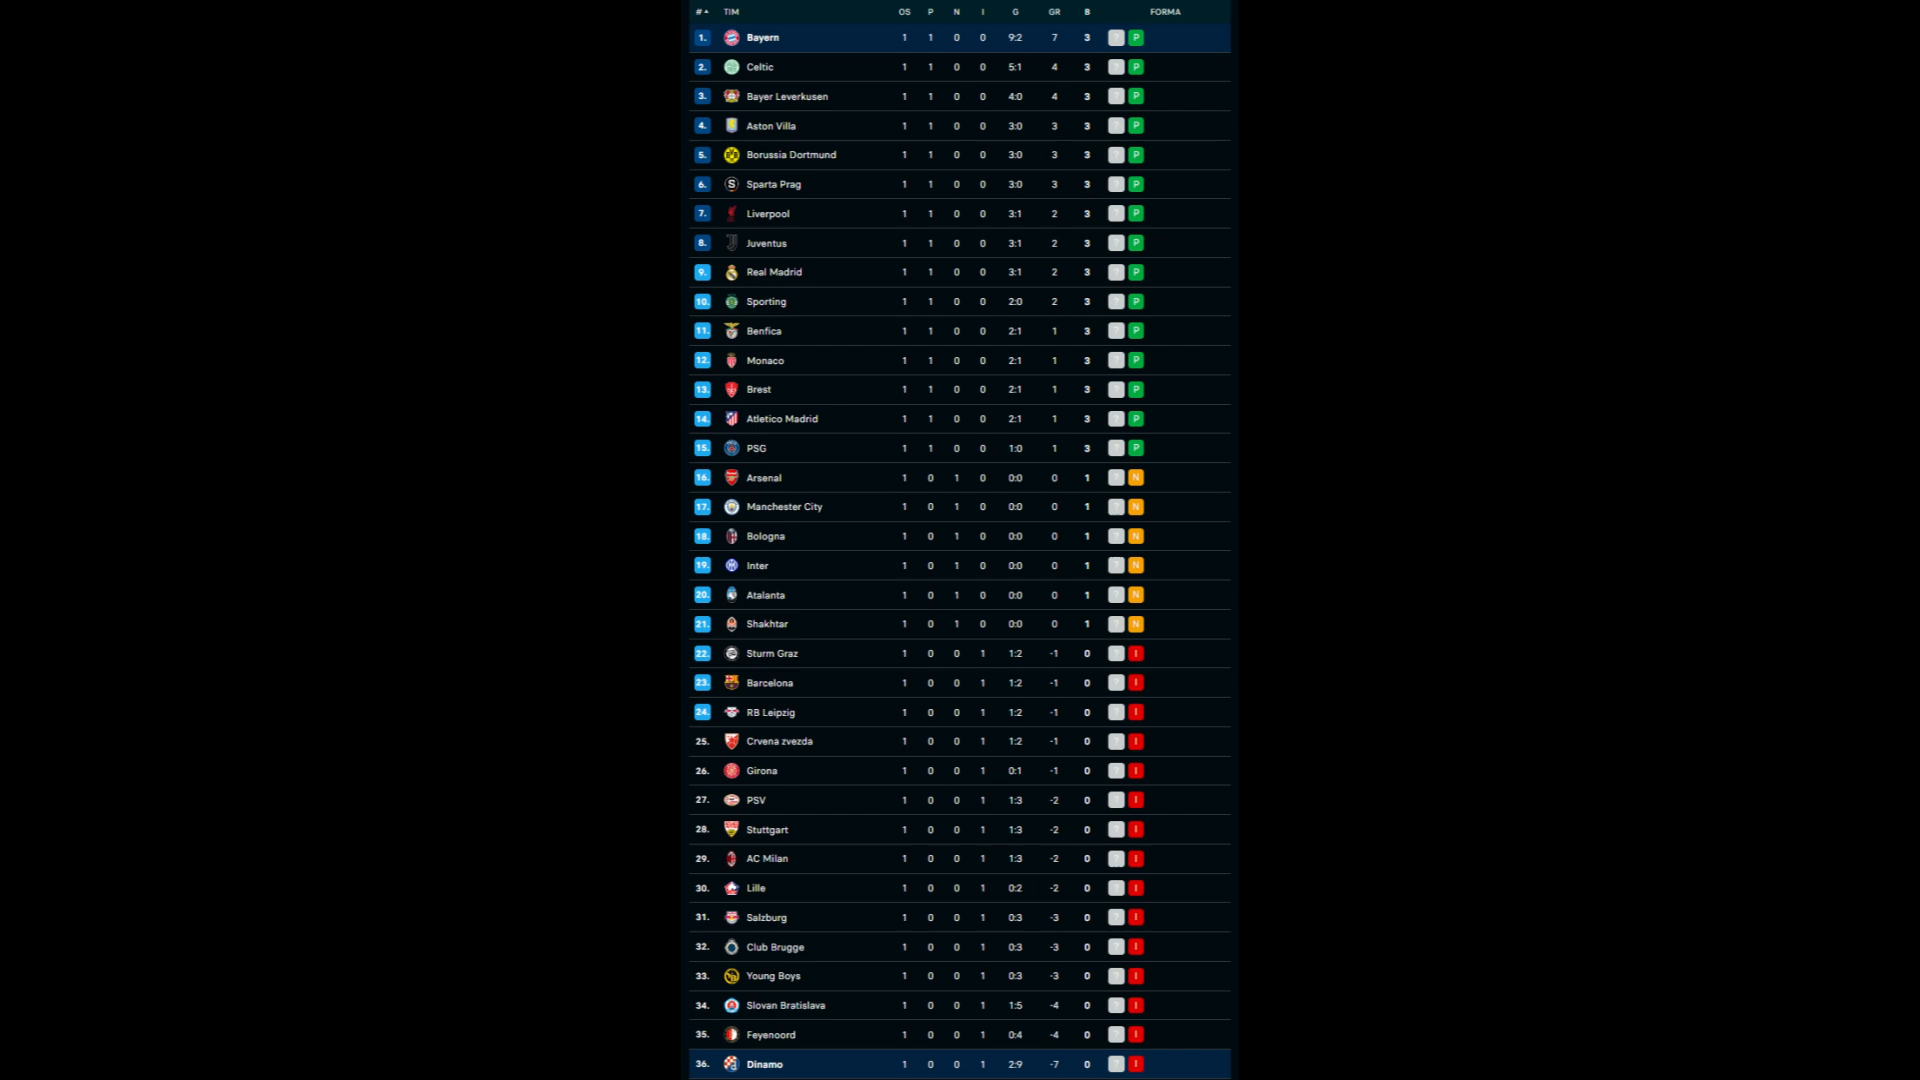 # TIM OS P N I G GR B FORMA
1. Bayern 1 1 0 0 9:2 7 3 ? P
2. Celtic 1 1 0 0 5:1 4 3 ? P
3. Bayer Leverkusen 1 1 0 0 4:0 4 3 ? P
4. Aston Villa 1 1 0 0 3:0 3 3 ? P
5. Borussia Dortmund 1 1 0 0 3:0 3 3 ? P
6. Sparta Prag 1 1 0 0 3:0 3 3 ? P
7. Liverpool 1 1 0 0 3:1 2 3 ? P
8. Juventus 1 1 0 0 3:1 2 3 ? P
9. Real Madrid 1 1 0 0 3:1 2 3 ? P
10. Sporting 1 1 0 0 2:0 2 3 ? P
11. Benfica 1 1 0 0 2:1 1 3 ? P
12. Monaco 1 1 0 0 2:1 1 3 ? P
13. Brest 1 1 0 0 2:1 1 3 ? P
14. Atletico Madrid 1 1 0 0 2:1 1 3 ? P
15. PSG 1 1 0 0 1:0 1 3 ? P
16. Arsenal 1 0 1 0 0:0 0 1 ? N
17. Manchester City 1 0 1 0 0:0 0 1 ? N
18. Bologna 1 0 1 0 0:0 0 1 ? N
19. Inter 1 0 1 0 0:0 0 1 ? N
20. Atalanta 1 0 1 0 0:0 0 1 ? N
21. Shakhtar 1 0 1 0 0:0 0 1 ? N
22. Sturm Graz 1 0 0 1 1:2 -1 0 ? I
23. Barcelona 1 0 0 1 1:2 -1 0 ? I
24. RB Leipzig 1 0 0 1 1:2 -1 0 ? I
25. Crvena zvezda 1 0 0 1 1:2 -1 0 ? I
26. Girona 1 0 0 1 0:1 -1 0 ? I
27. PSV 1 0 0 1 1:3 -2 0 ? I
28. Stuttgart 1 0 0 1 1:3 -2 0 ? I
29. AC Milan 1 0 0 1 1:3 -2 0 ? I
30. Lille 1 0 0 1 0:2 -2 0 ? I
31. Salzburg 1 0 0 1 0:3 -3 0 ? I
32. Club Brugge 1 0 0 1 0:3 -3 0 ? I
33. Young Boys 1 0 0 1 0:3 -3 0 ? I
34. Slovan Bratislava 1 0 0 1 1:5 -4 0 ? I
35. Feyenoord 1 0 0 1 0:4 -4 0 ? I
36. Dinamo 1 0 0 1 2:9 -7 0 ? I